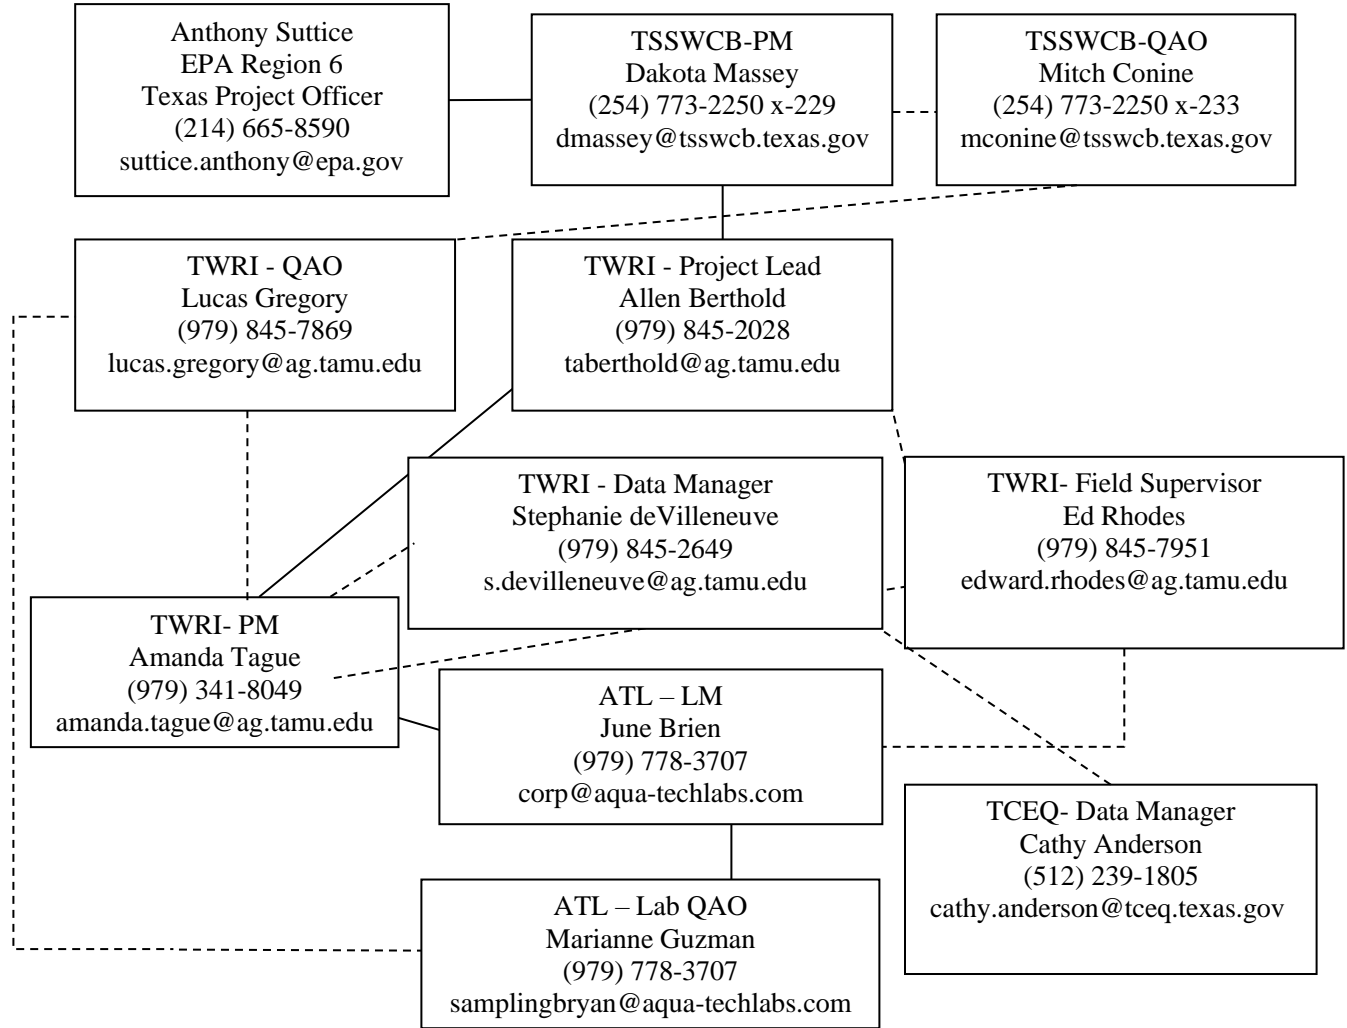 Anthony Suttice
EPA Region 6
Texas Project Officer
(214) 665-8590
suttice.anthony@epa.gov
TSSWCB-PM
Dakota Massey
(254) 773-2250 x-229
dmassey@tsswcb.texas.gov
TSSWCB-QAO
Mitch Conine
(254) 773-2250 x-233
mconine@tsswcb.texas.gov
TWRI - QAO
Lucas Gregory
(979) 845-7869
lucas.gregory@ag.tamu.edu
TWRI - Project Lead
Allen Berthold
(979) 845-2028
taberthold@ag.tamu.edu
TWRI - Data Manager
Stephanie deVilleneuve
(979) 845-2649
s.devilleneuve@ag.tamu.edu
TWRI- Field Supervisor
Ed Rhodes
(979) 845-7951
edward.rhodes@ag.tamu.edu
TWRI- PM
Amanda Tague
(979) 341-8049
amanda.tague@ag.tamu.edu
ATL – LM
June Brien
(979) 778-3707
corp@aqua-techlabs.com
TCEQ- Data Manager
Cathy Anderson
(512) 239-1805
cathy.anderson@tceq.texas.gov
ATL – Lab QAO
Marianne Guzman
(979) 778-3707
samplingbryan@aqua-techlabs.com